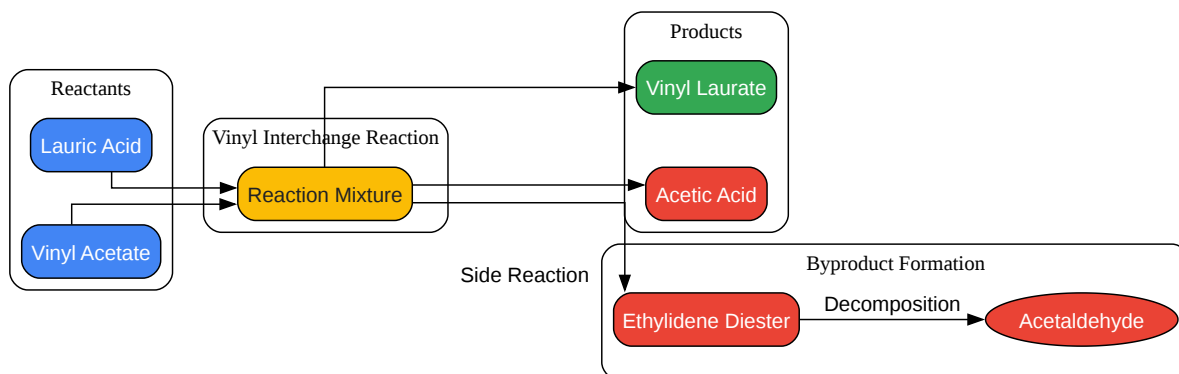 Products
Vinyl Laurate
Reactants
Lauric Acid
Vinyl Interchange Reaction
Reaction Mixture
Acetic Acid
Vinyl Acetate
Side Reaction
Byproduct Formation
Ethylidene Diester
Decomposition
Acetaldehyde